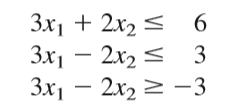 3x₁ + 2x₂ ≤ 6
3x₁ − 2x₂ ≤ 3
3x₁ − 2x₂ ≥ −3